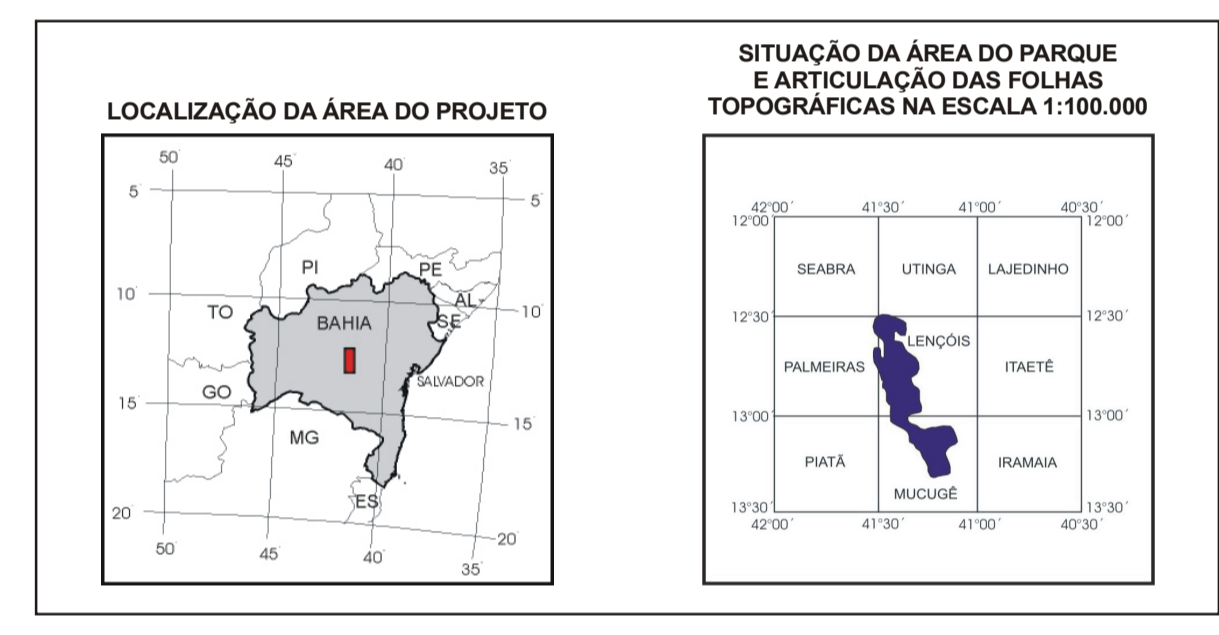 LOCALIZAÇÃO DA ÁREA DO PROJETO
50° 45° 40° 35°
5° 5°
PI PE
10° TO AL 10°
BAHIA SE
SALVADOR
GO
15° 15°
MG
ES
20° 20°
50° 45° 40° 35°
SITUAÇÃO DA ÁREA DO PARQUE
E ARTICULAÇÃO DAS FOLHAS
TOPOGRÁFICAS NA ESCALA 1:100.000
42°00´ 41°30´ 41°00´ 40°30´
12°00´ 12°00´
SEABRA UTINGA LAJEDINHO
12°30´ 12°30´
LENÇÓIS
PALMEIRAS ITAETÊ
13°00´ 13°00´
PIATÃ IRAMAIA
MUCUGÊ
13°30´ 13°30´
42°00´ 41°30´ 41°00´ 40°30´